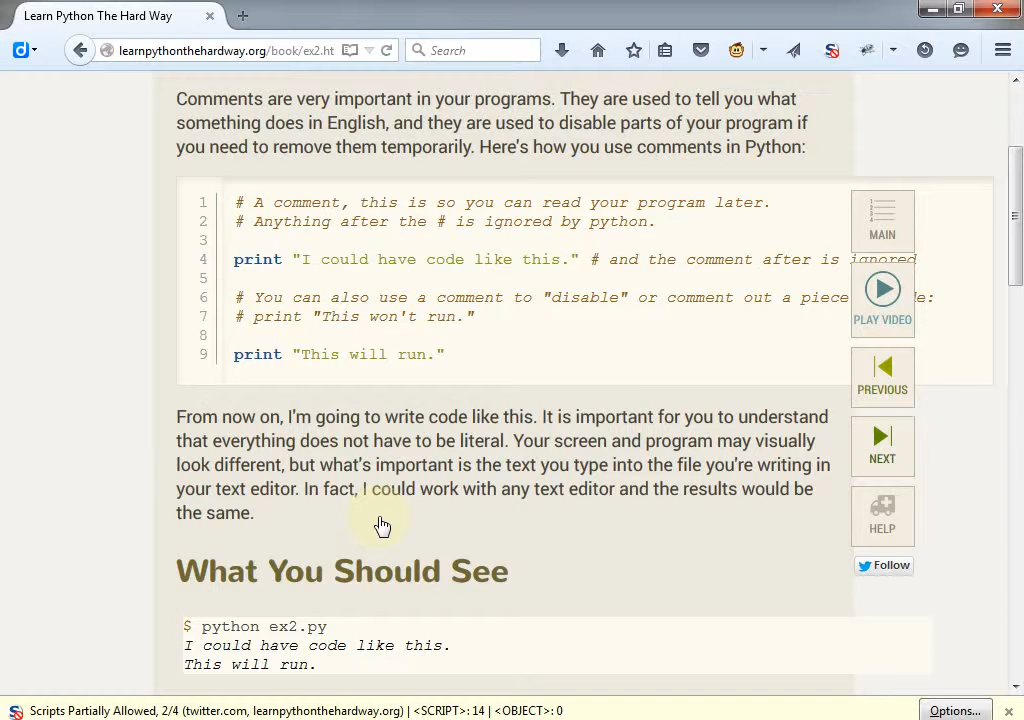 Learn Python The Hard Way
learnpythonthehardway.org/book/ex2.ht
Search
Comments are very important in your programs. They are used to tell you what
something does in English, and they are used to disable parts of your program if
you need to remove them temporarily. Here's how you use comments in Python:
1 # A comment, this is so you can read your program later.
2 # Anything after the # is ignored by python.
3
4 print "I could have code like this." # and the comment after is ignored
5
6 # You can also use a comment to "disable" or comment out a piece
7 # print "This won't run."
8
9 print "This will run."
MAIN
PLAY VIDEO
PREVIOUS
NEXT
HELP
Follow
From now on, I'm going to write code like this. It is important for you to understand
that everything does not have to be literal. Your screen and program may visually
look different, but what's important is the text you type into the file you're writing in
your text editor. In fact, I could work with any text editor and the results would be
the same.
What You Should See
$ python ex2.py
I could have code like this.
This will run.
Scripts Partially Allowed, 2/4 (twitter.com, learnpythonthehardway.org) | <SCRIPT>: 14 | <OBJECT>: 0
Options...